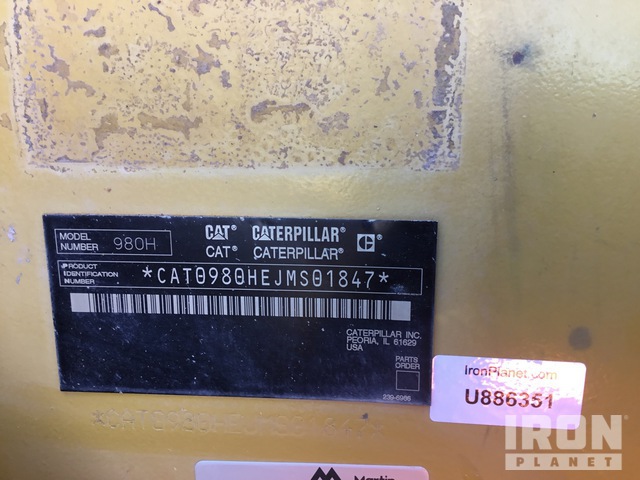 MODEL NUMBER 980H
CAT CATERPILLAR C
CAT CATERPILLAR
PRODUCT IDENTIFICATION NUMBER
*CAT0980HEJMS01847*
CATERPILLAR INC.
PEORIA, IL 61629
USA
PARTS ORDER
239-6986
IronPlanet.com
U886351
IRON
PLANET
Martin